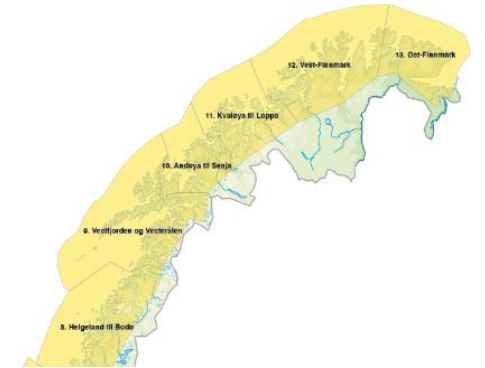 13. Ost-Finnmark
12. Vest-Finnmark
11. Kvaløya til Loppa
10. Andøya til Senja
9. Vestfjorden og Vesterålen
8. Helgeland til Bodø